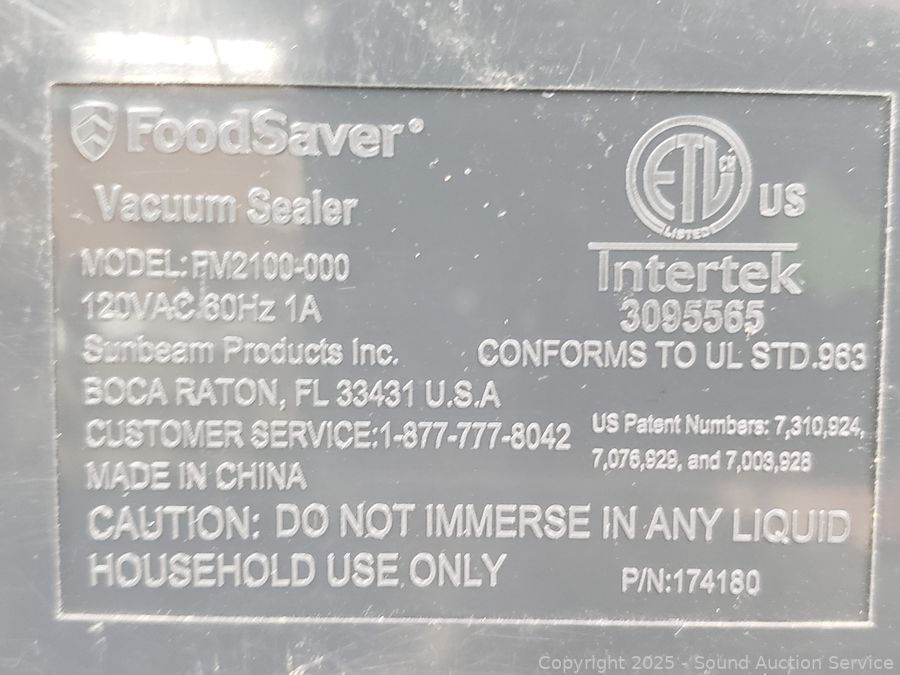 FoodSaver®
Vacuum Sealer
MODEL: FM2100-000
120VAC 60Hz 1A
Sunbeam Products Inc.
BOCA RATON, FL 33431 U.S.A
CUSTOMER SERVICE:1-877-777-8042
MADE IN CHINA
ETL CM US
LISTED
Intertek
3095565
CONFORMS TO UL STD.963
US Patent Numbers: 7,310,924,
7,076,929, and 7,003,928
CAUTION: DO NOT IMMERSE IN ANY LIQUID
HOUSEHOLD USE ONLY
P/N:174180
Copyright © 2025 - Sound Auction Service